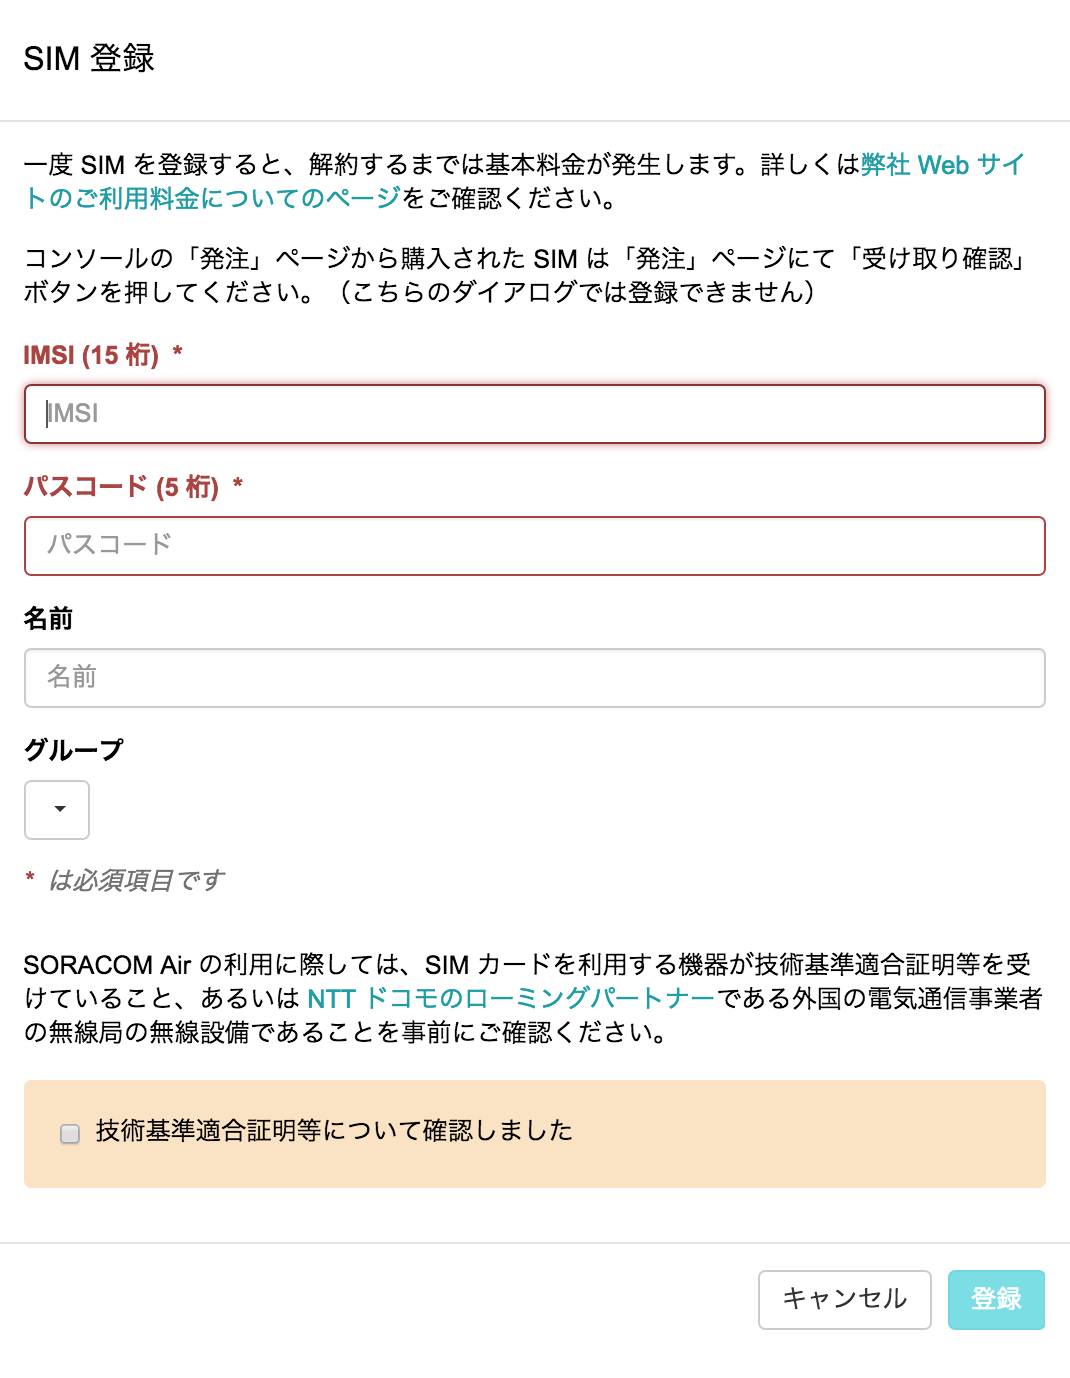 SIM 登録
一度 SIM を登録すると、解約するまでは基本料金が発生します。詳しくは弊社 Web サイ
トのご利用料金についてのページをご確認ください。
コンソールの「発注」ページから購入された SIM は「発注」ページにて「受け取り確認」
ボタンを押してください。（こちらのダイアログでは登録できません）
IMSI (15 桁) *
IMSI
パスコード (5 桁) *
パスコード
名前
名前
グループ
* は必須項目です
SORACOM Air の利用に際しては、SIM カードを利用する機器が技術基準適合証明等を受
けていること、あるいは NTT ドコモのローミングパートナーである外国の電気通信事業者
の無線局の無線設備であることを事前にご確認ください。
技術基準適合証明等について確認しました
キャンセル 登録